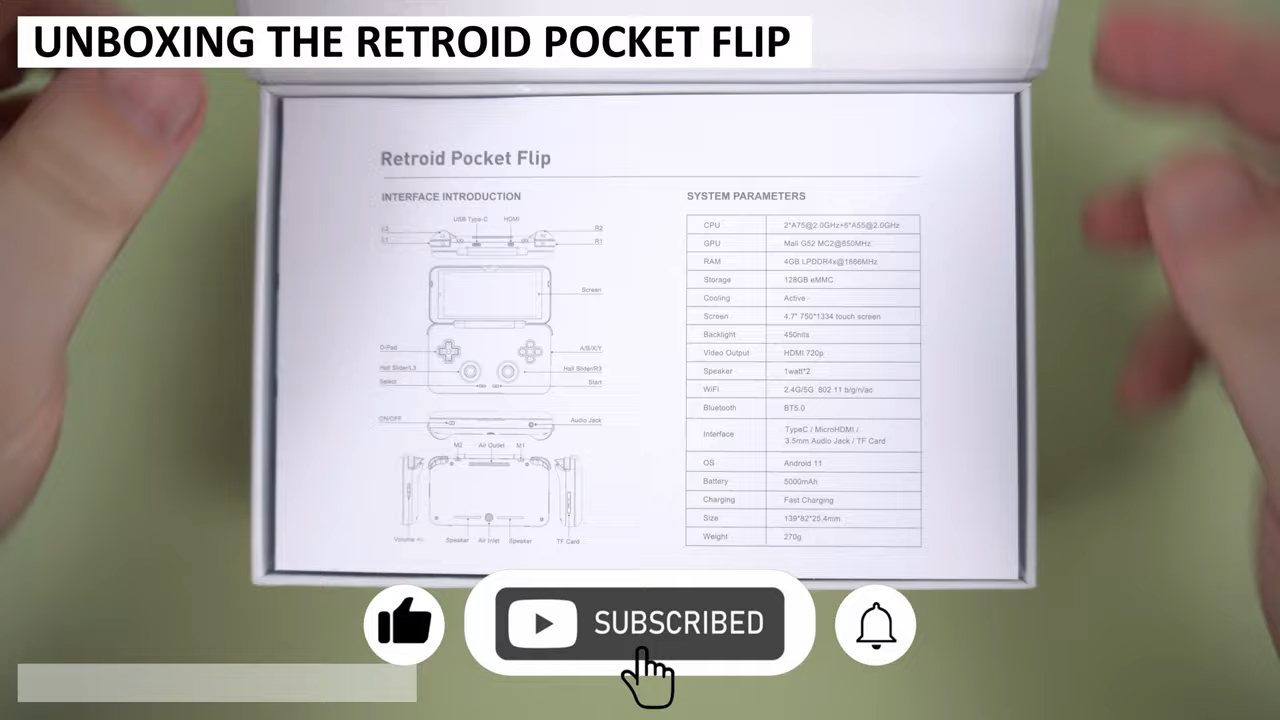 UNBOXING THE RETROID POCKET FLIP
Retroid Pocket Flip
INTERFACE INTRODUCTION
USB Type-C HDMI
L2 R2
L1 R1
Screen
D-Pad A/B/X/Y
Hall Slider/L3 Hall Slider/R3
Select Start
ON/OFF Audio Jack
M2 Air Outlet M1
Volume +/- Speaker Air Inlet Speaker TF Card
SYSTEM PARAMETERS
CPU 2*A75@2.0GHz+6*A55@2.0GHz
GPU Mali G52 MC2@850MHz
RAM 4GB LPDDR4x@1866MHz
Storage 128GB eMMC
Cooling Active
Screen 4.7" 750*1334 touch screen
Backlight 450nits
Video Output HDMI 720p
Speaker 1watt*2
WiFi 2.4G/5G 802.11 b/g/n/ac
Bluetooth BT5.0
Interface TypeC / MicroHDMI /
3.5mm Audio Jack / TF Card
OS Android 11
Battery 5000mAh
Charging Fast Charging
Size 139*82*25.4mm
Weight 270g
SUBSCRIBED